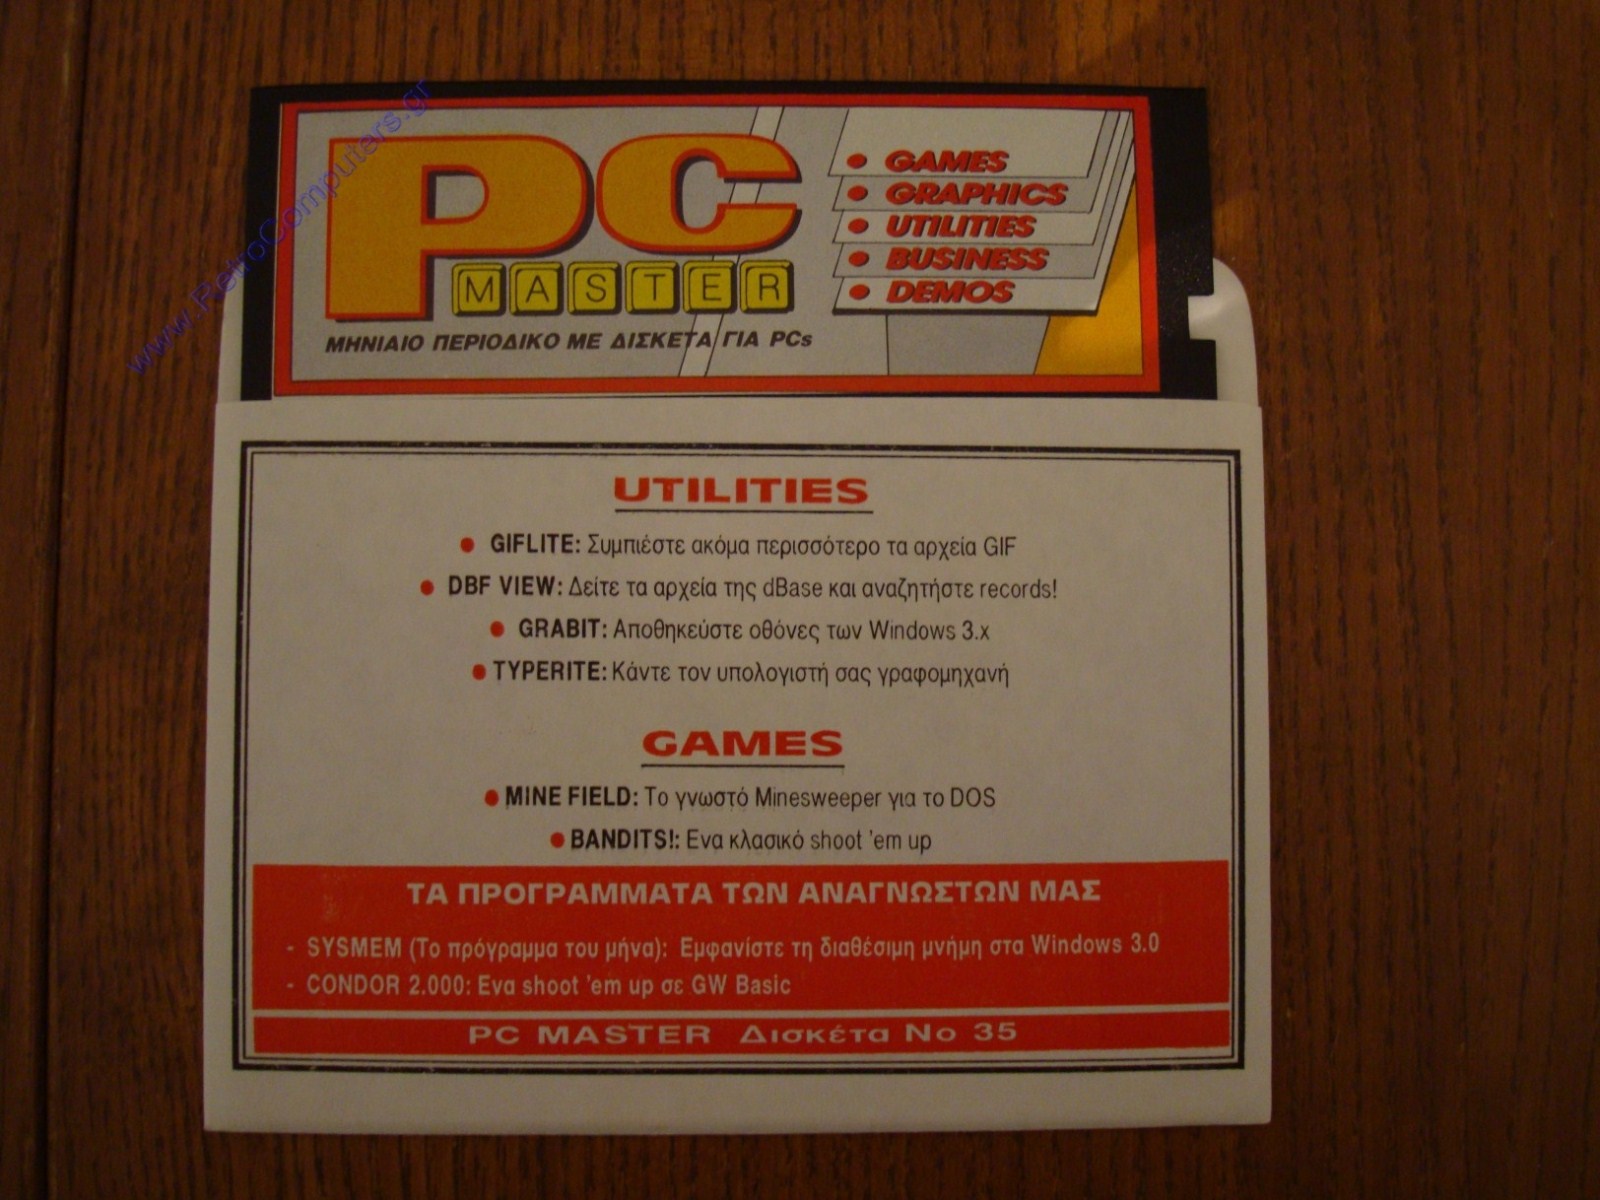 www.RetroComputers.gr
PC
MASTER
ΜΗΝΙΑΙΟ ΠΕΡΙΟΔΙΚΟ ΜΕ ΔΙΣΚΕΤΑ ΓΙΑ PCs
• GAMES
• GRAPHICS
• UTILITIES
• BUSINESS
• DEMOS
UTILITIES
• GIFLITE: Συμπιέστε ακόμα περισσότερο τα αρχεία GIF
• DBF VIEW: Δείτε τα αρχεία της dBase και αναζητήστε records!
• GRABIT: Αποθηκεύστε οθόνες των Windows 3.x
• TYPERITE: Κάντε τον υπολογιστή σας γραφομηχανή
GAMES
• MINE FIELD: Το γνωστό Minesweeper για το DOS
• BANDITS!: Ενα κλασικό shoot 'em up
ΤΑ ΠΡΟΓΡΑΜΜΑΤΑ ΤΩΝ ΑΝΑΓΝΩΣΤΩΝ ΜΑΣ
- SYSMEM (Το πρόγραμμα του μήνα): Εμφανίστε τη διαθέσιμη μνήμη στα Windows 3.0
- CONDOR 2.000: Ενα shoot 'em up σε GW Basic
PC MASTER Δισκέτα Νο 35